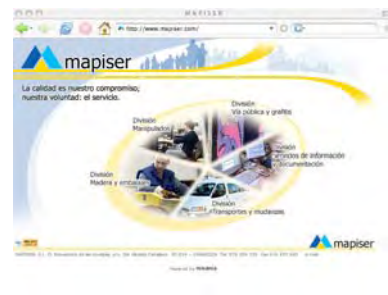 MAPISER
http://www.mapiser.com/
mapiser
La calidad es nuestro compromiso,
nuestra voluntad: el servicio.
División
Vía pública y grafitis
División
Manipulados
División
Servicios de información
y documentación
División
Madera y embalajes
División
Transportes y mudanzas
mapiser